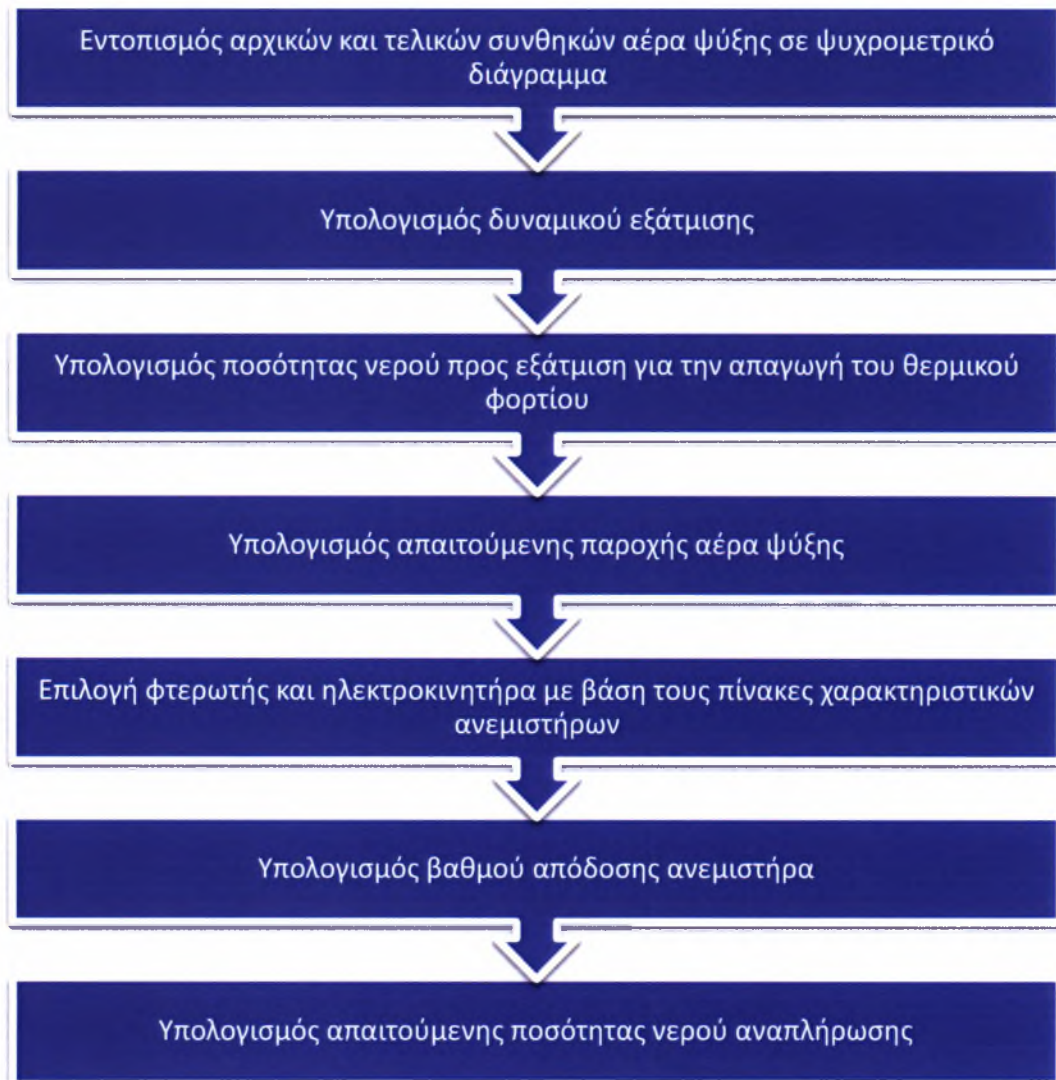 Εντοπισμός αρχικών και τελικών συνθηκών αέρα ψύξης σε ψυχρομετρικό
διάγραμμα
Υπολογισμός δυναμικού εξάτμισης
Υπολογισμός ποσότητας νερού προς εξάτμιση για την απαγωγή του θερμικού
φορτίου
Υπολογισμός απαιτούμενης παροχής αέρα ψύξης
Επιλογή φτερωτής και ηλεκτροκινητήρα με βάση τους πίνακες χαρακτηριστικών
ανεμιστήρων
Υπολογισμός βαθμού απόδοσης ανεμιστήρα
Υπολογισμός απαιτούμενης ποσότητας νερού αναπλήρωσης